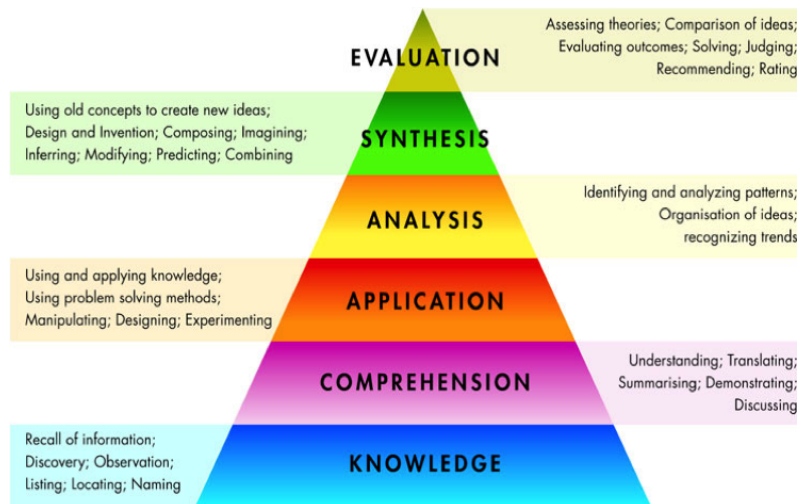 Assessing theories; Comparison of ideas;
Evaluating outcomes; Solving; Judging;
Recommending; Rating
EVALUATION
Using old concepts to create new ideas;
Design and Invention; Composing; Imagining;
Inferring; Modifying; Predicting; Combining
SYNTHESIS
Identifying and analyzing patterns;
Organisation of ideas;
recognizing trends
ANALYSIS
Using and applying knowledge;
Using problem solving methods;
Manipulating; Designing; Experimenting
APPLICATION
Understanding; Translating;
Summarising; Demonstrating;
Discussing
COMPREHENSION
Recall of information;
Discovery; Observation;
Listing; Locating; Naming
KNOWLEDGE